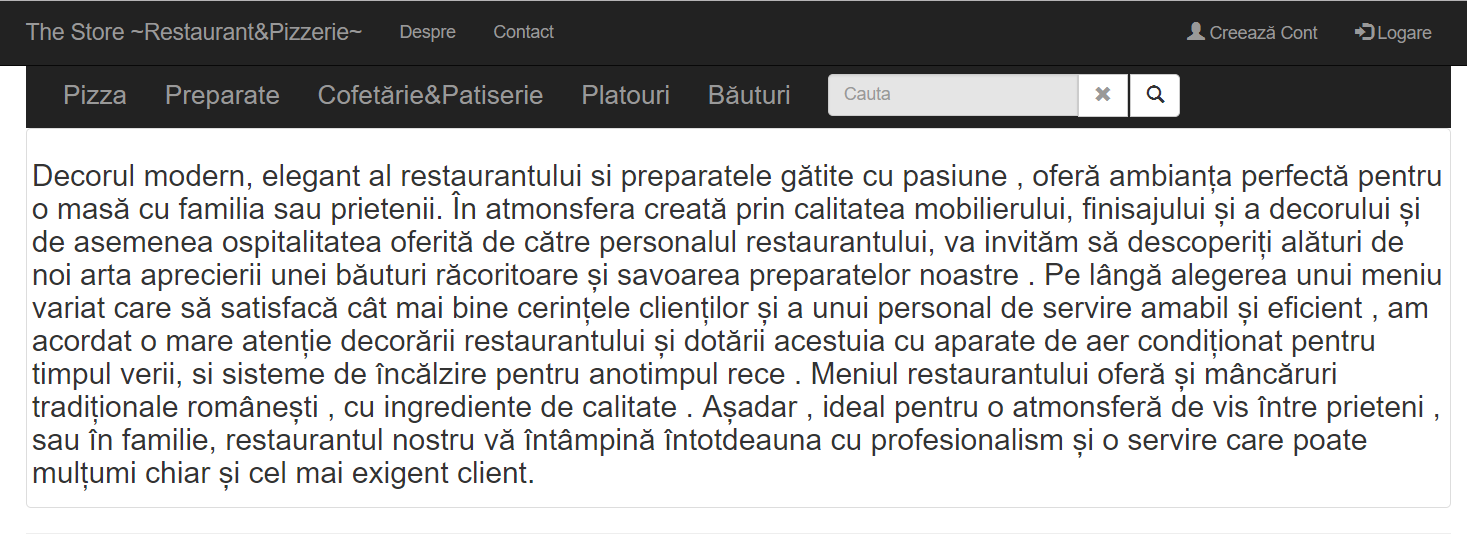 The Store ~Restaurant&Pizzerie~ Despre Contact Creează Cont Logare
Pizza Preparate Cofetărie&Patiserie Platouri Băuturi Cauta
Decorul modern, elegant al restaurantului si preparatele gătite cu pasiune , oferă ambianța perfectă pentru
o masă cu familia sau prietenii. În atmonsfera creată prin calitatea mobilierului, finisajului și a decorului și
de asemenea ospitalitatea oferită de către personalul restaurantului, va invităm să descoperiți alături de
noi arta aprecierii unei băuturi răcoritoare și savoarea preparatelor noastre . Pe lângă alegerea unui meniu
variat care să satisfacă cât mai bine cerințele clienților și a unui personal de servire amabil și eficient , am
acordat o mare atenție decorării restaurantului și dotării acestuia cu aparate de aer condiționat pentru
timpul verii, si sisteme de încălzire pentru anotimpul rece . Meniul restaurantului oferă și mâncăruri
tradiționale românești , cu ingrediente de calitate . Așadar , ideal pentru o atmonsferă de vis între prieteni ,
sau în familie, restaurantul nostru vă întâmpină întotdeauna cu profesionalism și o servire care poate
mulțumi chiar și cel mai exigent client.